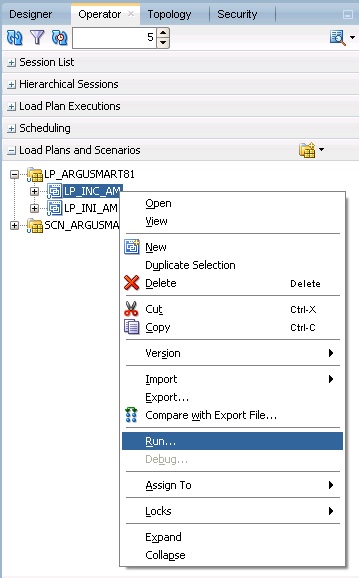 Designer Operator × Topology Security
5
Session List
Hierarchical Sessions
Load Plan Executions
Scheduling
Load Plans and Scenarios
LP_ARGUSMART81
LP_INC_AM
LP_INI_AM
SCN_ARGUSMA
Open
View
New
Duplicate Selection
Delete Delete
Cut Ctrl-X
Copy Ctrl-C
Version
Import
Export...
Compare with Export File...
Run...
Debug...
Assign To
Locks
Expand
Collapse